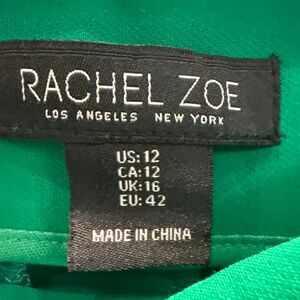 RACHEL ZOE
LOS ANGELES NEW YORK
US: 12
CA: 12
UK: 16
EU: 42
MADE IN CHINA